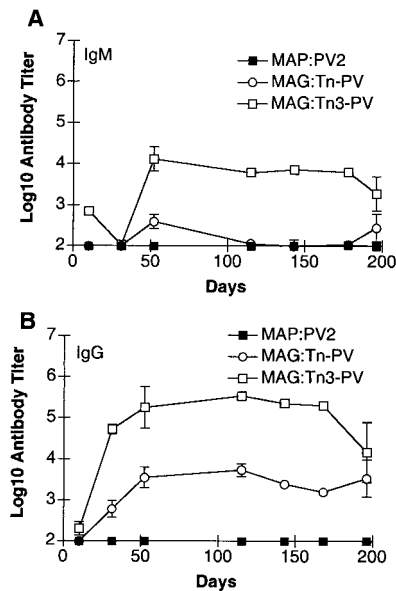 A
IgM
MAP:PV2
MAG:Tn-PV
MAG:Tn3-PV
Log10 Antibody Titer
7
6
5
4
3
2
0
50
100
150
200
Days
B
IgG
MAP:PV2
MAG:Tn-PV
MAG:Tn3-PV
Log10 Antibody Titer
7
6
5
4
3
2
0
50
100
150
200
Days